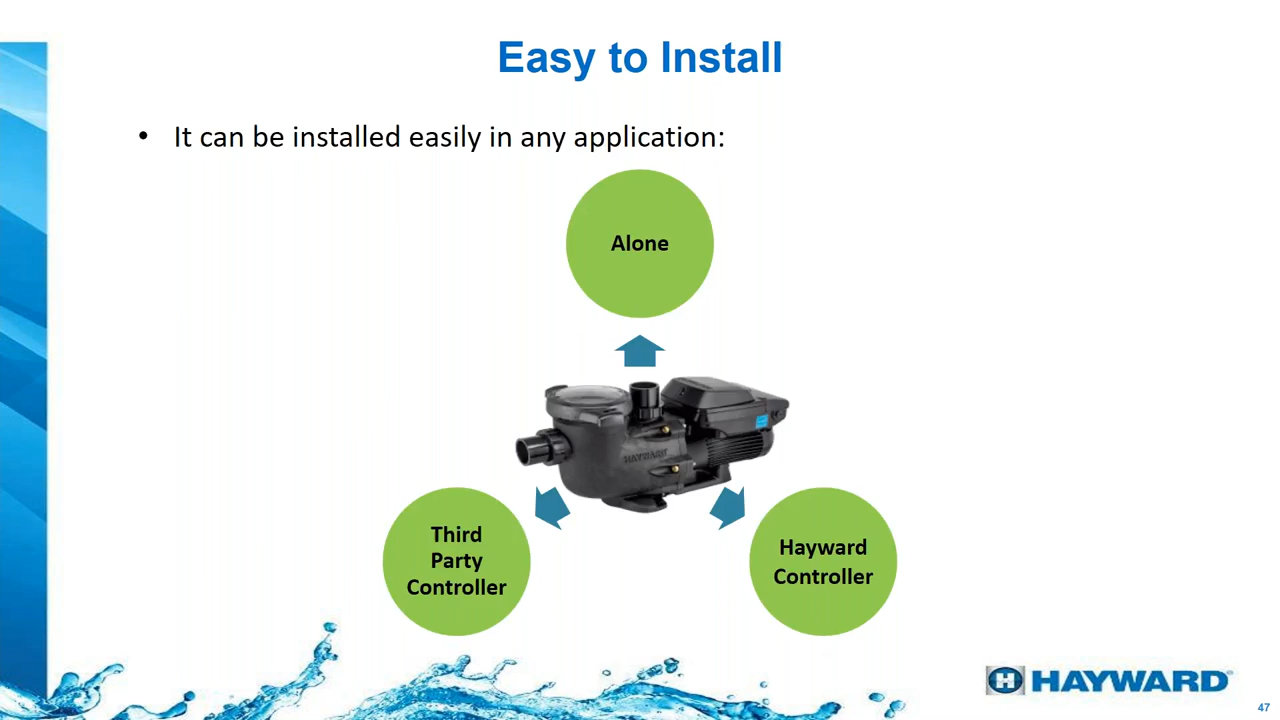 Easy to Install
• It can be installed easily in any application:
Alone
HAYWARD
Third
Party
Controller
Hayward
Controller
HAYWARD
47